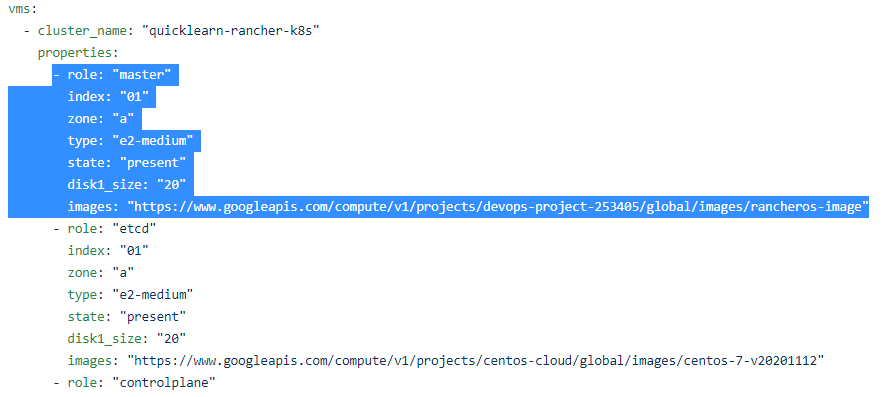 vms:
- cluster_name: "quicklearn-rancher-k8s"
properties:
- role: "master"
index: "01"
zone: "a"
type: "e2-medium"
state: "present"
disk1_size: "20"
images: "https://www.googleapis.com/compute/v1/projects/devops-project-253405/global/images/rancheros-image"
- role: "etcd"
index: "01"
zone: "a"
type: "e2-medium"
state: "present"
disk1_size: "20"
images: "https://www.googleapis.com/compute/v1/projects/centos-cloud/global/images/centos-7-v20201112"
- role: "controlplane"